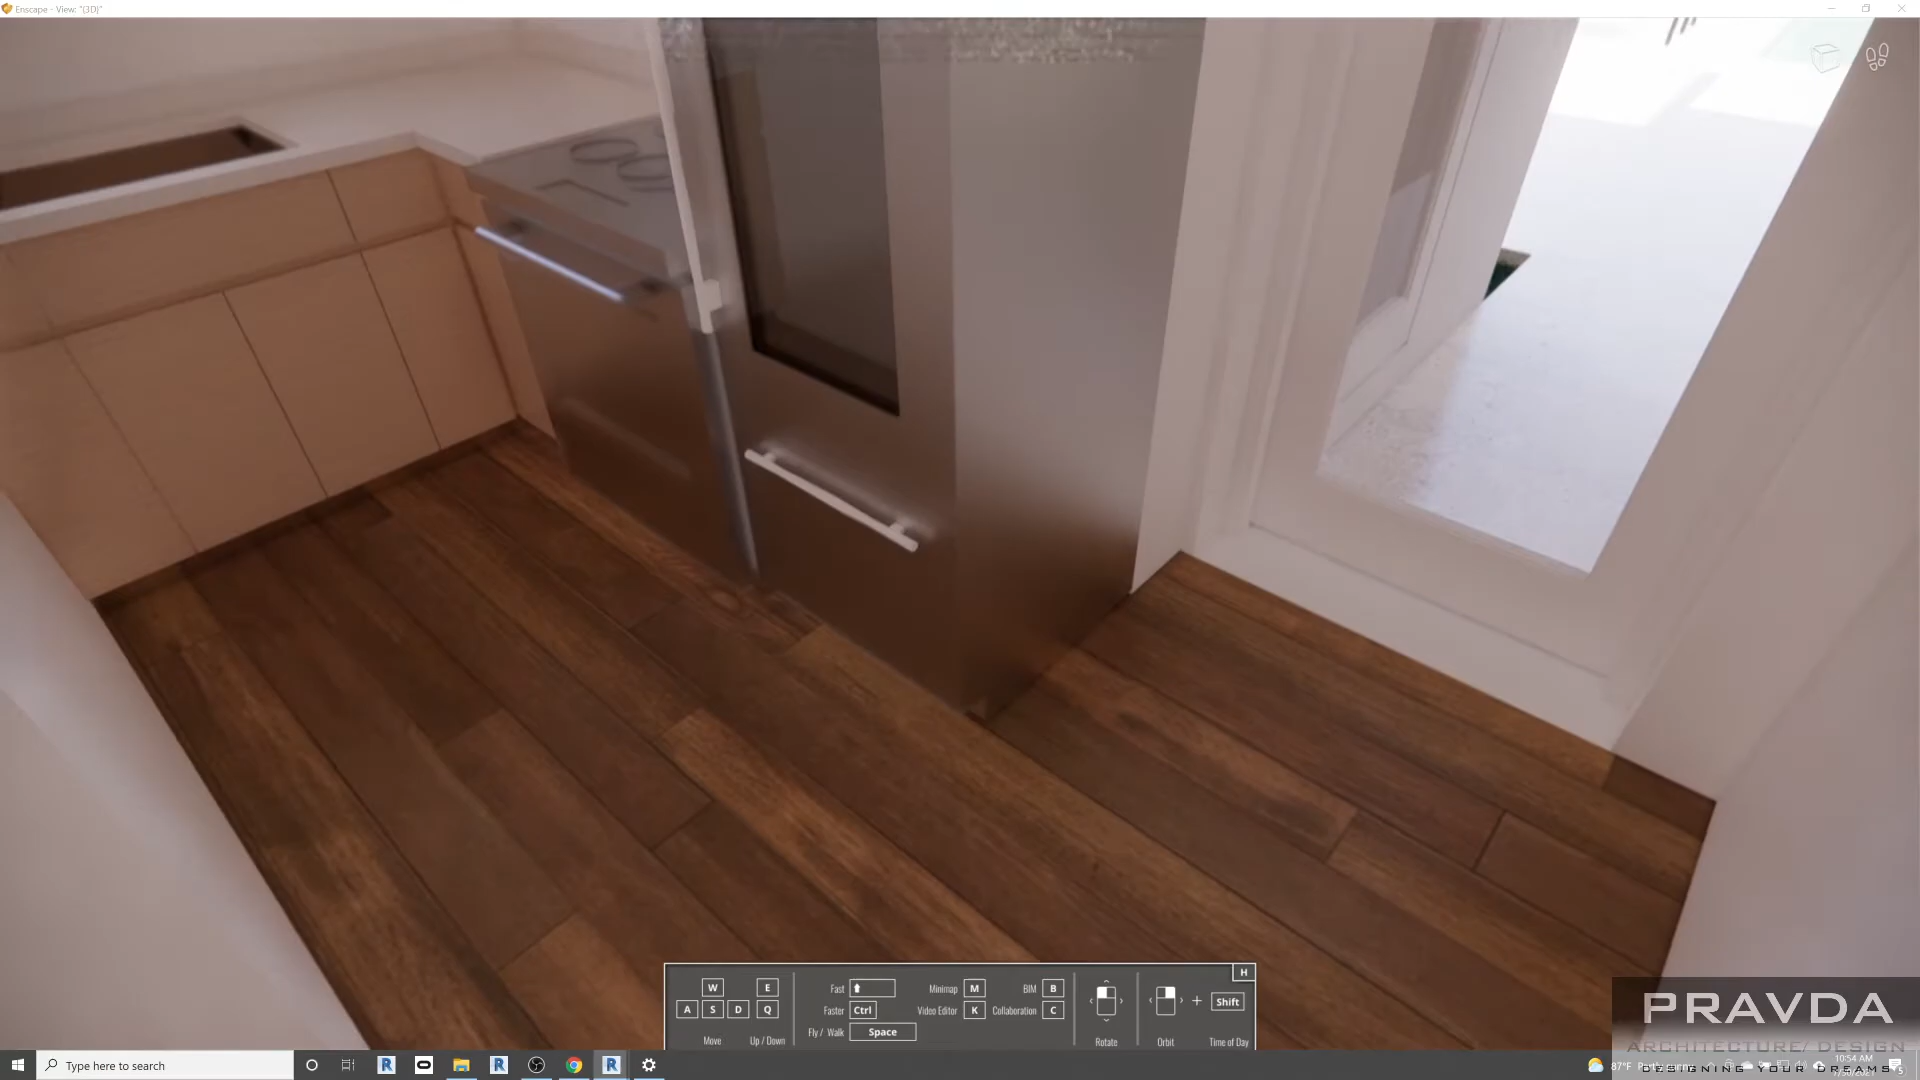 Enscape - View: "{3D}"
W E
A S D Q
Move Up / Down
Fast
Faster Ctrl
Fly / Walk Space
Minimap M
Video Editor K
BIM B
Collaboration C
Rotate
+ Shift
Orbit Time of Day
H
PRAVDA
ARCHITECTURE/ DESIGN
DESIGNING YOUR DREAMS
Type here to search
87°F
10:54 AM